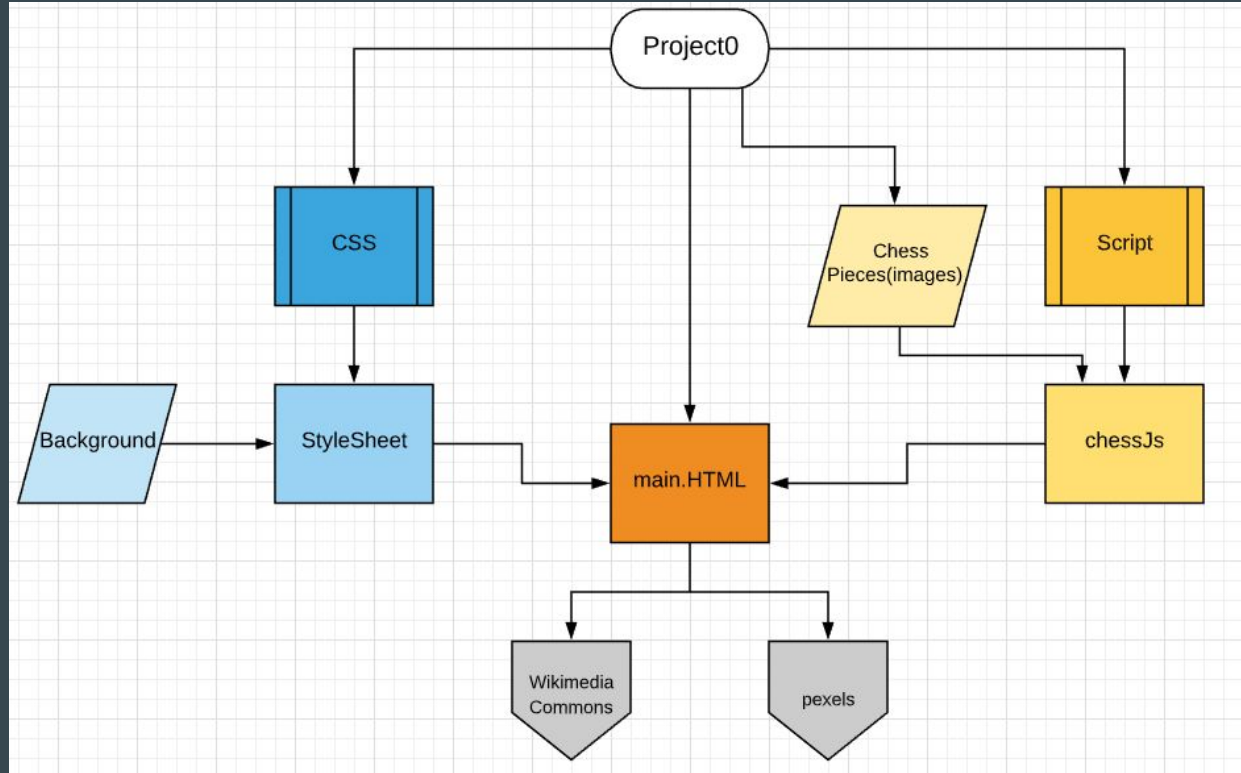 Project0
CSS
Chess
Pieces(images)
Script
Background
StyleSheet
main.HTML
chessJs
Wikimedia
Commons
pexels